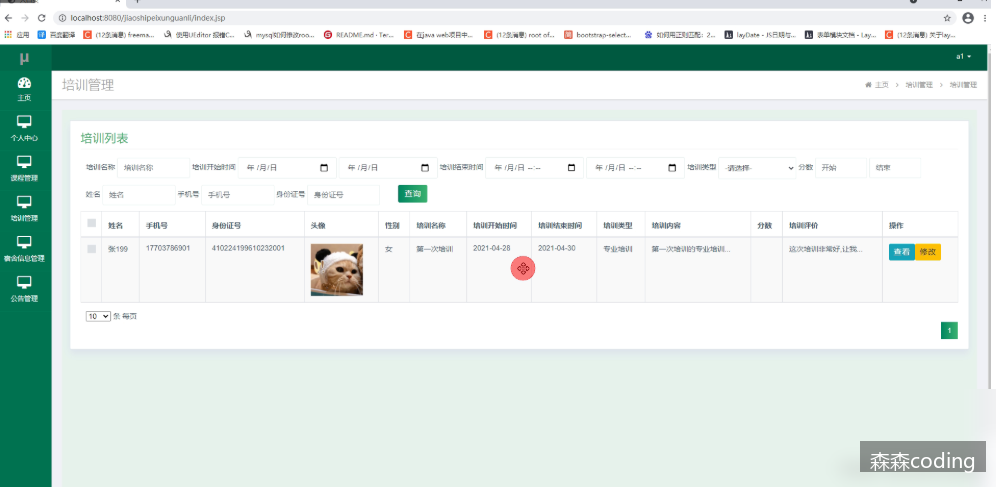 localhost:8080/jiaoshipeixunguanli/index.jsp
应用 百度翻译 (12条消息) freema... 使用UEditor 报错C... mysql如何修改roo... README.md · Ter... 在java web项目中... (12条消息) root of... bootstrap-select... 如何用正则匹配：2... layDate - JS日期与... 表单模块文档 - Lay... (12条消息) 关于lay...
μ
a1
主页
个人中心
课程管理
培训管理
宿舍信息管理
公告管理
培训管理
主页 > 培训管理 > 培训管理
培训列表
培训名称 培训名称 培训开始时间 年 /月/日 年 /月/日 培训结束时间 年 /月/日 --:-- 年 /月/日 --:-- 培训类型 -请选择- 分数 开始 结束
姓名 姓名 手机号 手机号 身份证号 身份证号 查询
姓名 手机号 身份证号 头像 性别 培训名称 培训开始时间 培训结束时间 培训类型 培训内容 分数 培训评价 操作
张199 17703786901 410224199610232001 女 第一次培训 2021-04-28 2021-04-30 专业培训 第一次培训的专业培训... 这次培训非常好,让我... 查看 修改
10 条 每页
1
森森coding